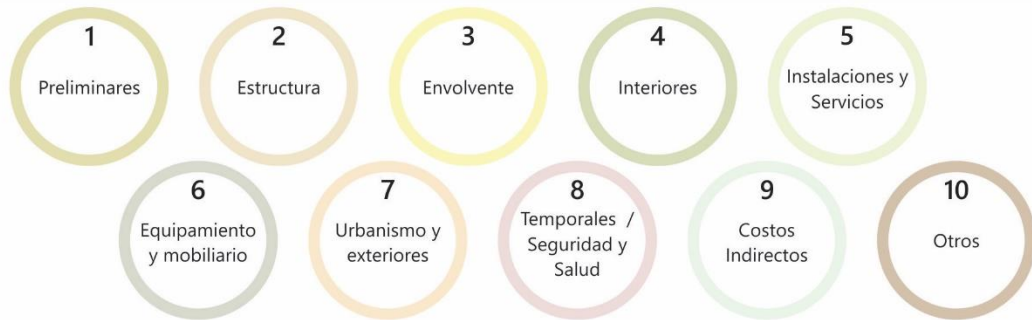 1
Preliminares
2
Estructura
3
Envolvente
4
Interiores
5
Instalaciones y
Servicios
6
Equipamiento
y mobiliario
7
Urbanismo y
exteriores
8
Temporales /
Seguridad y
Salud
9
Costos
Indirectos
10
Otros